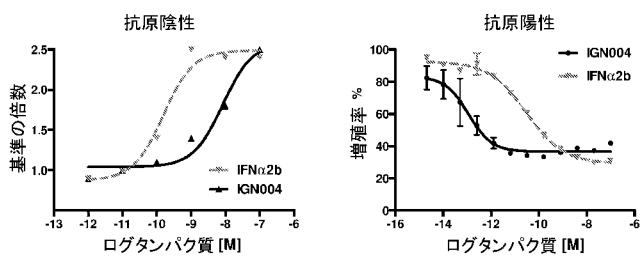 抗原陰性
基準の倍数
2.5
2.0
1.5
1.0
IFNα2b
IGN004
-13 -12 -11 -10 -9 -8 -7 -6
ログタンパク質 [M]
抗原陽性
増殖率 %
100
80
60
40
20
0
IGN004
IFNα2b
-16 -14 -12 -10 -8 -6
ログタンパク質 [M]